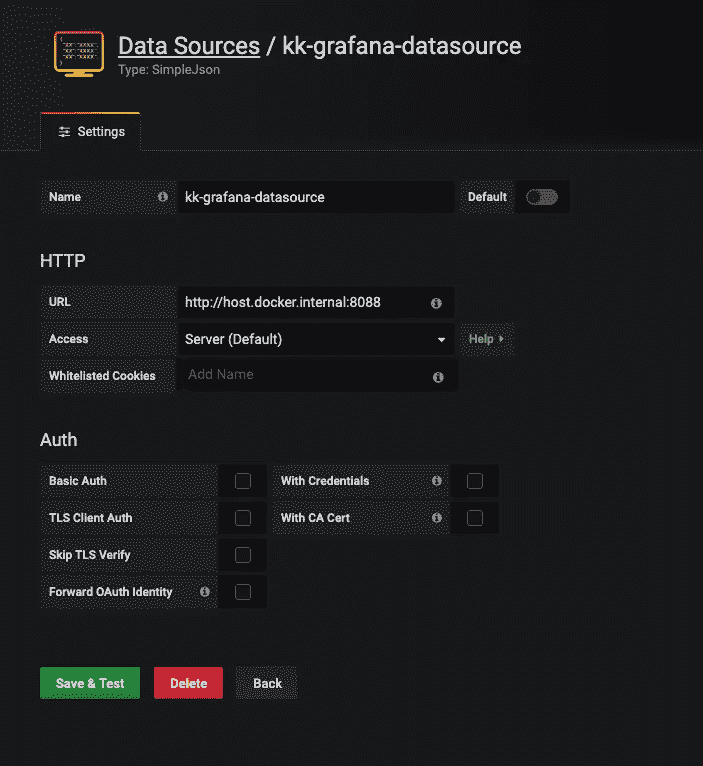 Data Sources / kk-grafana-datasource
Type: SimpleJson
Settings
Name kk-grafana-datasource Default
HTTP
URL http://host.docker.internal:8088
Access Server (Default) Help
Whitelisted Cookies Add Name
Auth
Basic Auth With Credentials
TLS Client Auth With CA Cert
Skip TLS Verify
Forward OAuth Identity
Save & Test Delete Back